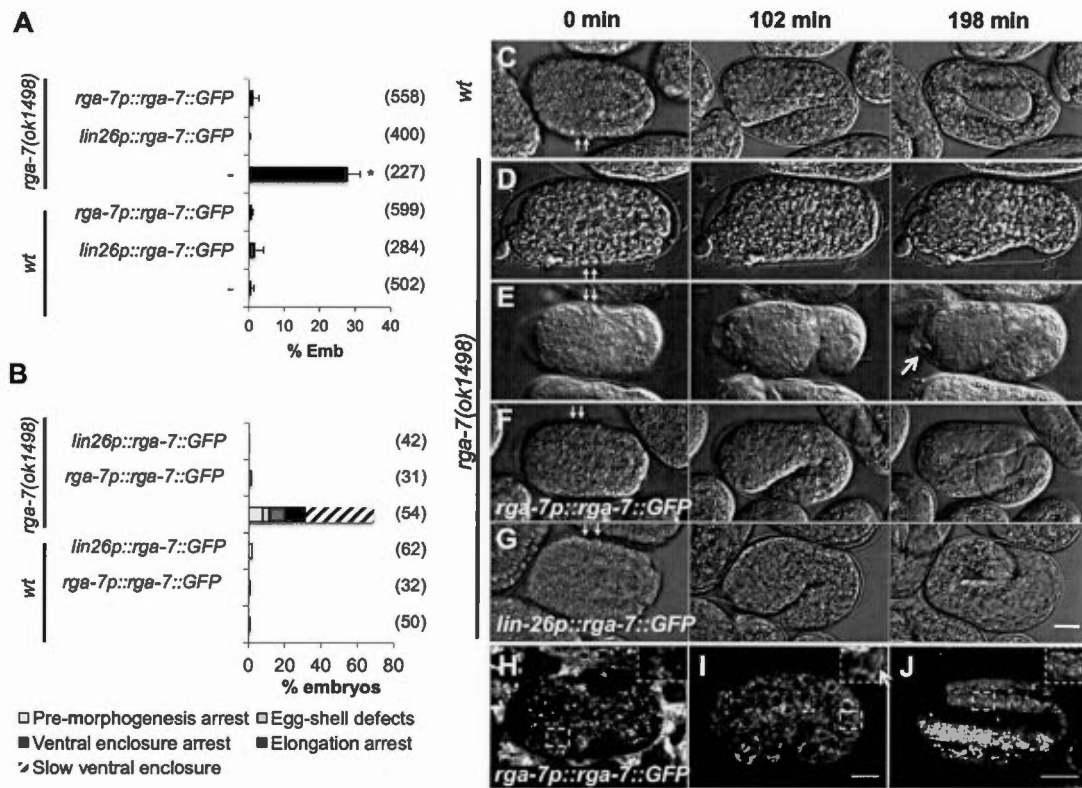 A
rga-7(ok1498)
rga-7p::rga-7::GFP
(558)
lin26p::rga-7::GFP
(400)
-
*
(227)
wt
rga-7p::rga-7::GFP
(599)
lin26p::rga-7::GFP
(284)
-
(502)
0 10 20 30 40
% Emb
B
rga-7(ok1498)
lin26p::rga-7::GFP
(42)
rga-7p::rga-7::GFP
(31)
(54)
wt
lin26p::rga-7::GFP
(62)
rga-7p::rga-7::GFP
(32)
(50)
0 20 40 60 80
% embryos
Pre-morphogenesis arrest
Egg-shell defects
Ventral enclosure arrest
Elongation arrest
Slow ventral enclosure
0 min
102 min
198 min
wt
C
rga-7(ok1498)
D
E
F
rga-7p::rga-7::GFP
G
lin-26p::rga-7::GFP
H
I
J
rga-7p::rga-7::GFP